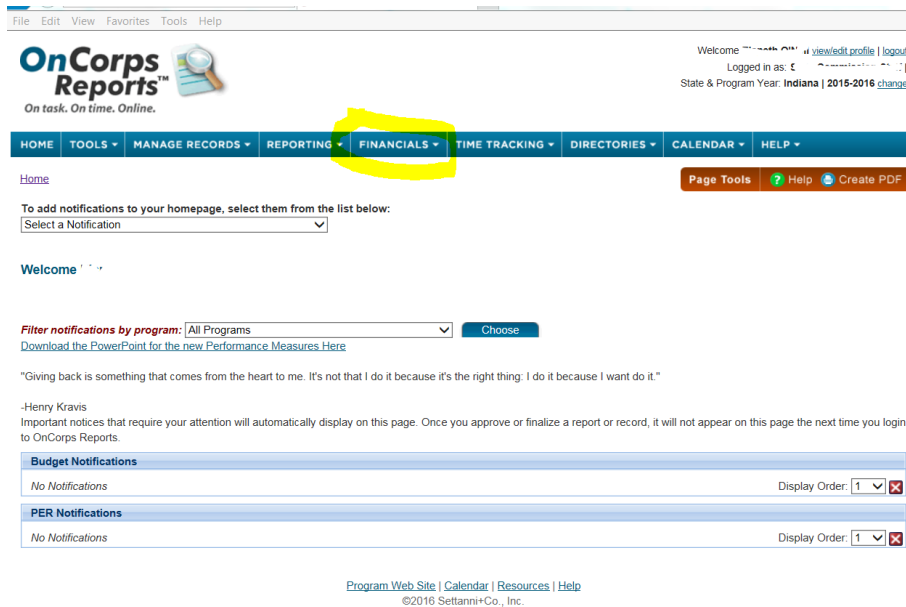 File Edit View Favorites Tools Help
OnCorps Reports™
On task. On time. Online.
Welcome view/edit profile | logout
Logged in as:
State & Program Year: Indiana | 2015-2016 change
HOME TOOLS MANAGE RECORDS REPORTING FINANCIALS TIME TRACKING DIRECTORIES CALENDAR HELP
Home
Page Tools ? Help Create PDF
To add notifications to your homepage, select them from the list below:
Select a Notification
Welcome
Filter notifications by program: All Programs Choose
Download the PowerPoint for the new Performance Measures Here
"Giving back is something that comes from the heart to me. It's not that I do it because it's the right thing: I do it because I want do it."
-Henry Kravis
Important notices that require your attention will automatically display on this page. Once you approve or finalize a report or record, it will not appear on this page the next time you login
to OnCorps Reports.
Budget Notifications
No Notifications Display Order: 1
PER Notifications
No Notifications Display Order: 1
Program Web Site | Calendar | Resources | Help
©2016 Settanni+Co., Inc.